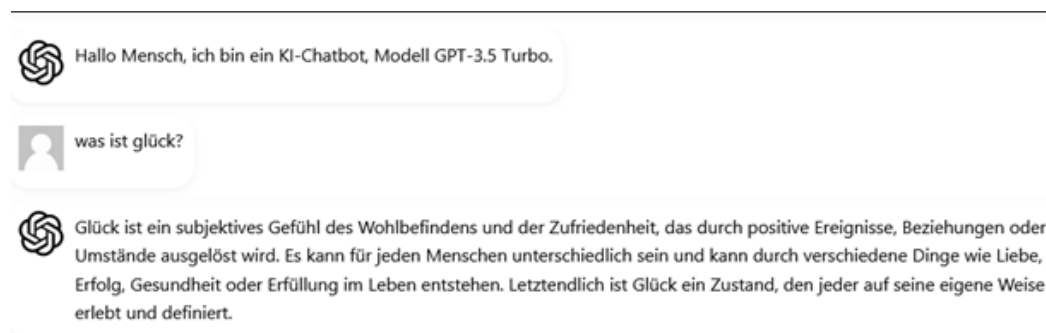 Hallo Mensch, ich bin ein KI-Chatbot, Modell GPT-3.5 Turbo.
was ist glück?
Glück ist ein subjektives Gefühl des Wohlbefindens und der Zufriedenheit, das durch positive Ereignisse, Beziehungen oder
Umstände ausgelöst wird. Es kann für jeden Menschen unterschiedlich sein und kann durch verschiedene Dinge wie Liebe,
Erfolg, Gesundheit oder Erfüllung im Leben entstehen. Letztendlich ist Glück ein Zustand, den jeder auf seine eigene Weise
erlebt und definiert.